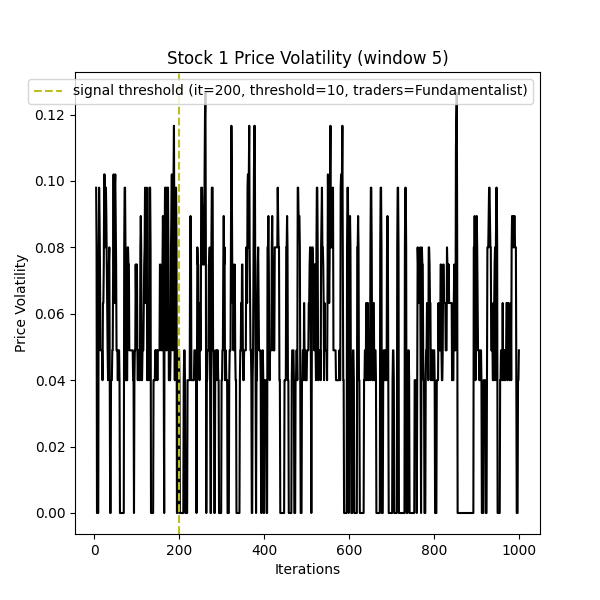 Stock 1 Price Volatility (window 5)
signal threshold (it=200, threshold=10, traders=Fundamentalist)
0.12
0.10
0.08
0.06
0.04
0.02
0.00
Price Volatility
0 200 400 600 800 1000
Iterations